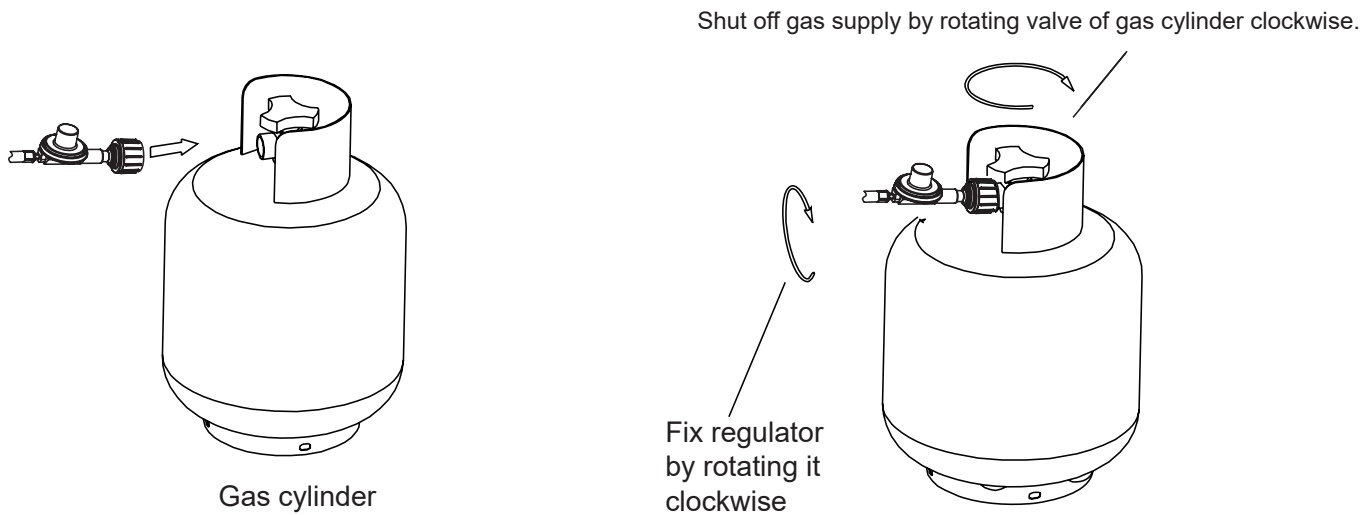 Shut off gas supply by rotating valve of gas cylinder clockwise.
Fix regulator
by rotating it
clockwise
Gas cylinder